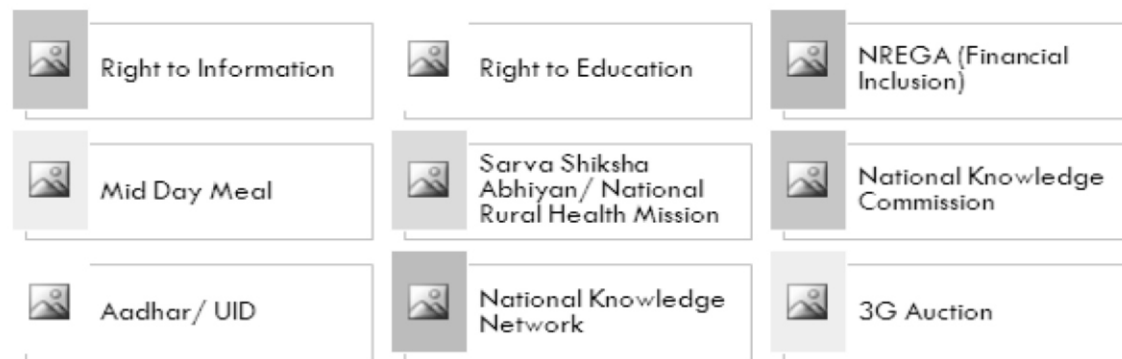 Right to Information
Right to Education
NREGA (Financial
Inclusion)
Mid Day Meal
Sarva Shiksha
Abhiyan/ National
Rural Health Mission
National Knowledge
Commission
Aadhar/ UID
National Knowledge
Network
3G Auction